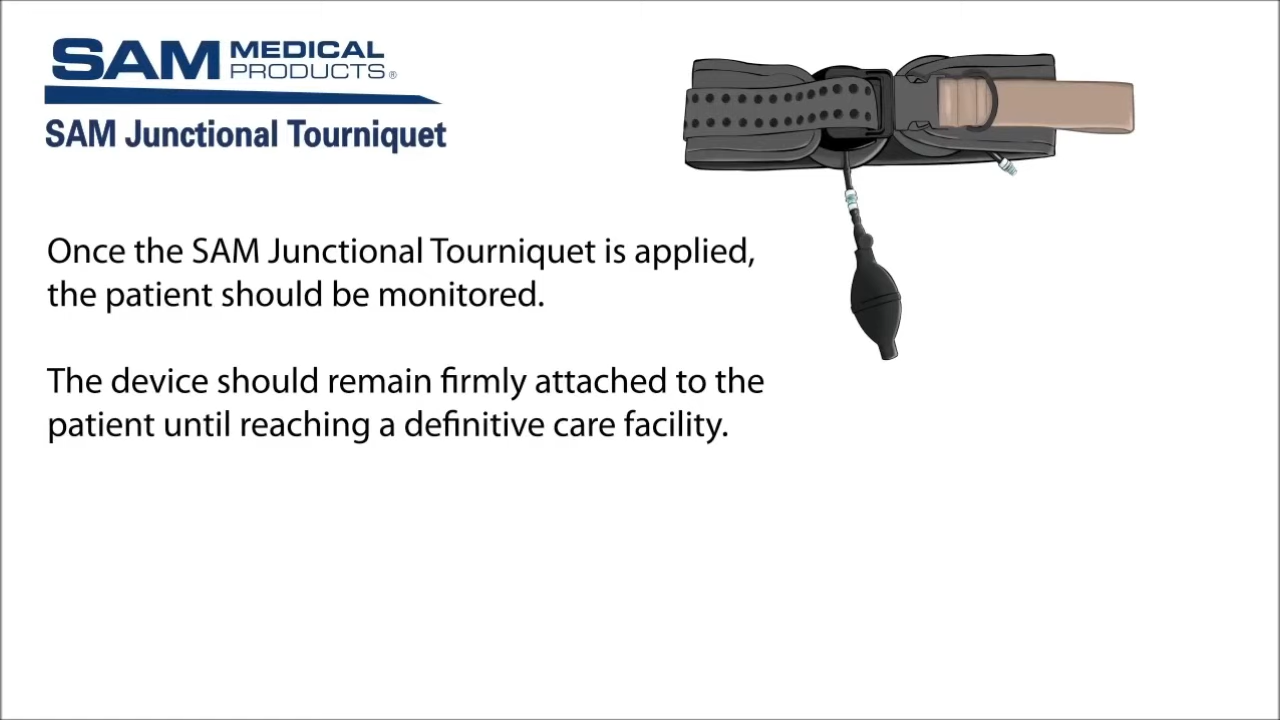 SAM MEDICAL
PRODUCTS®
SAM Junctional Tourniquet
Once the SAM Junctional Tourniquet is applied,
the patient should be monitored.
The device should remain firmly attached to the
patient until reaching a definitive care facility.